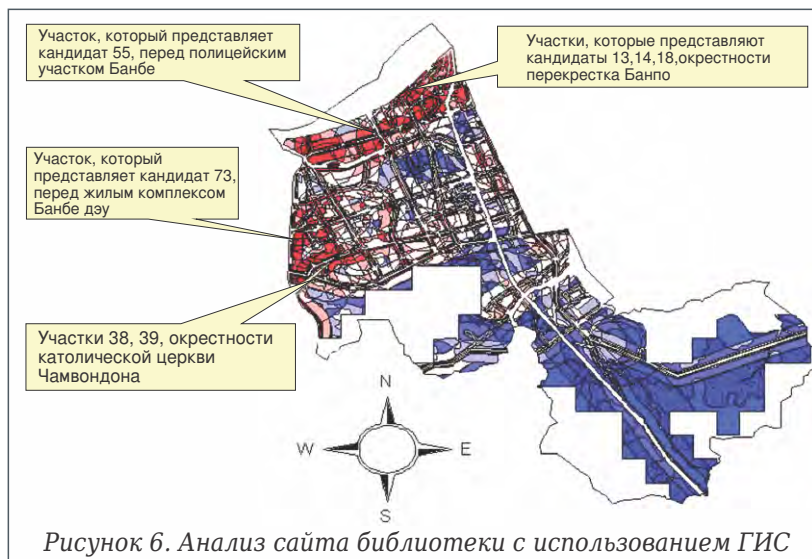 Участок, который представляет
кандидат 55, перед полицейским
участком Банбе
Участки, которые представляют
кандидаты 13,14,18,окрестности
перекрестка Банпо
Участок, который
представляет кандидат 73,
перед жилым комплексом
Банбе дэу
Участки 38, 39, окрестности
католической церкви
Чамвондона
N
W
E
S
Рисунок 6. Анализ сайта библиотеки с использованием ГИС